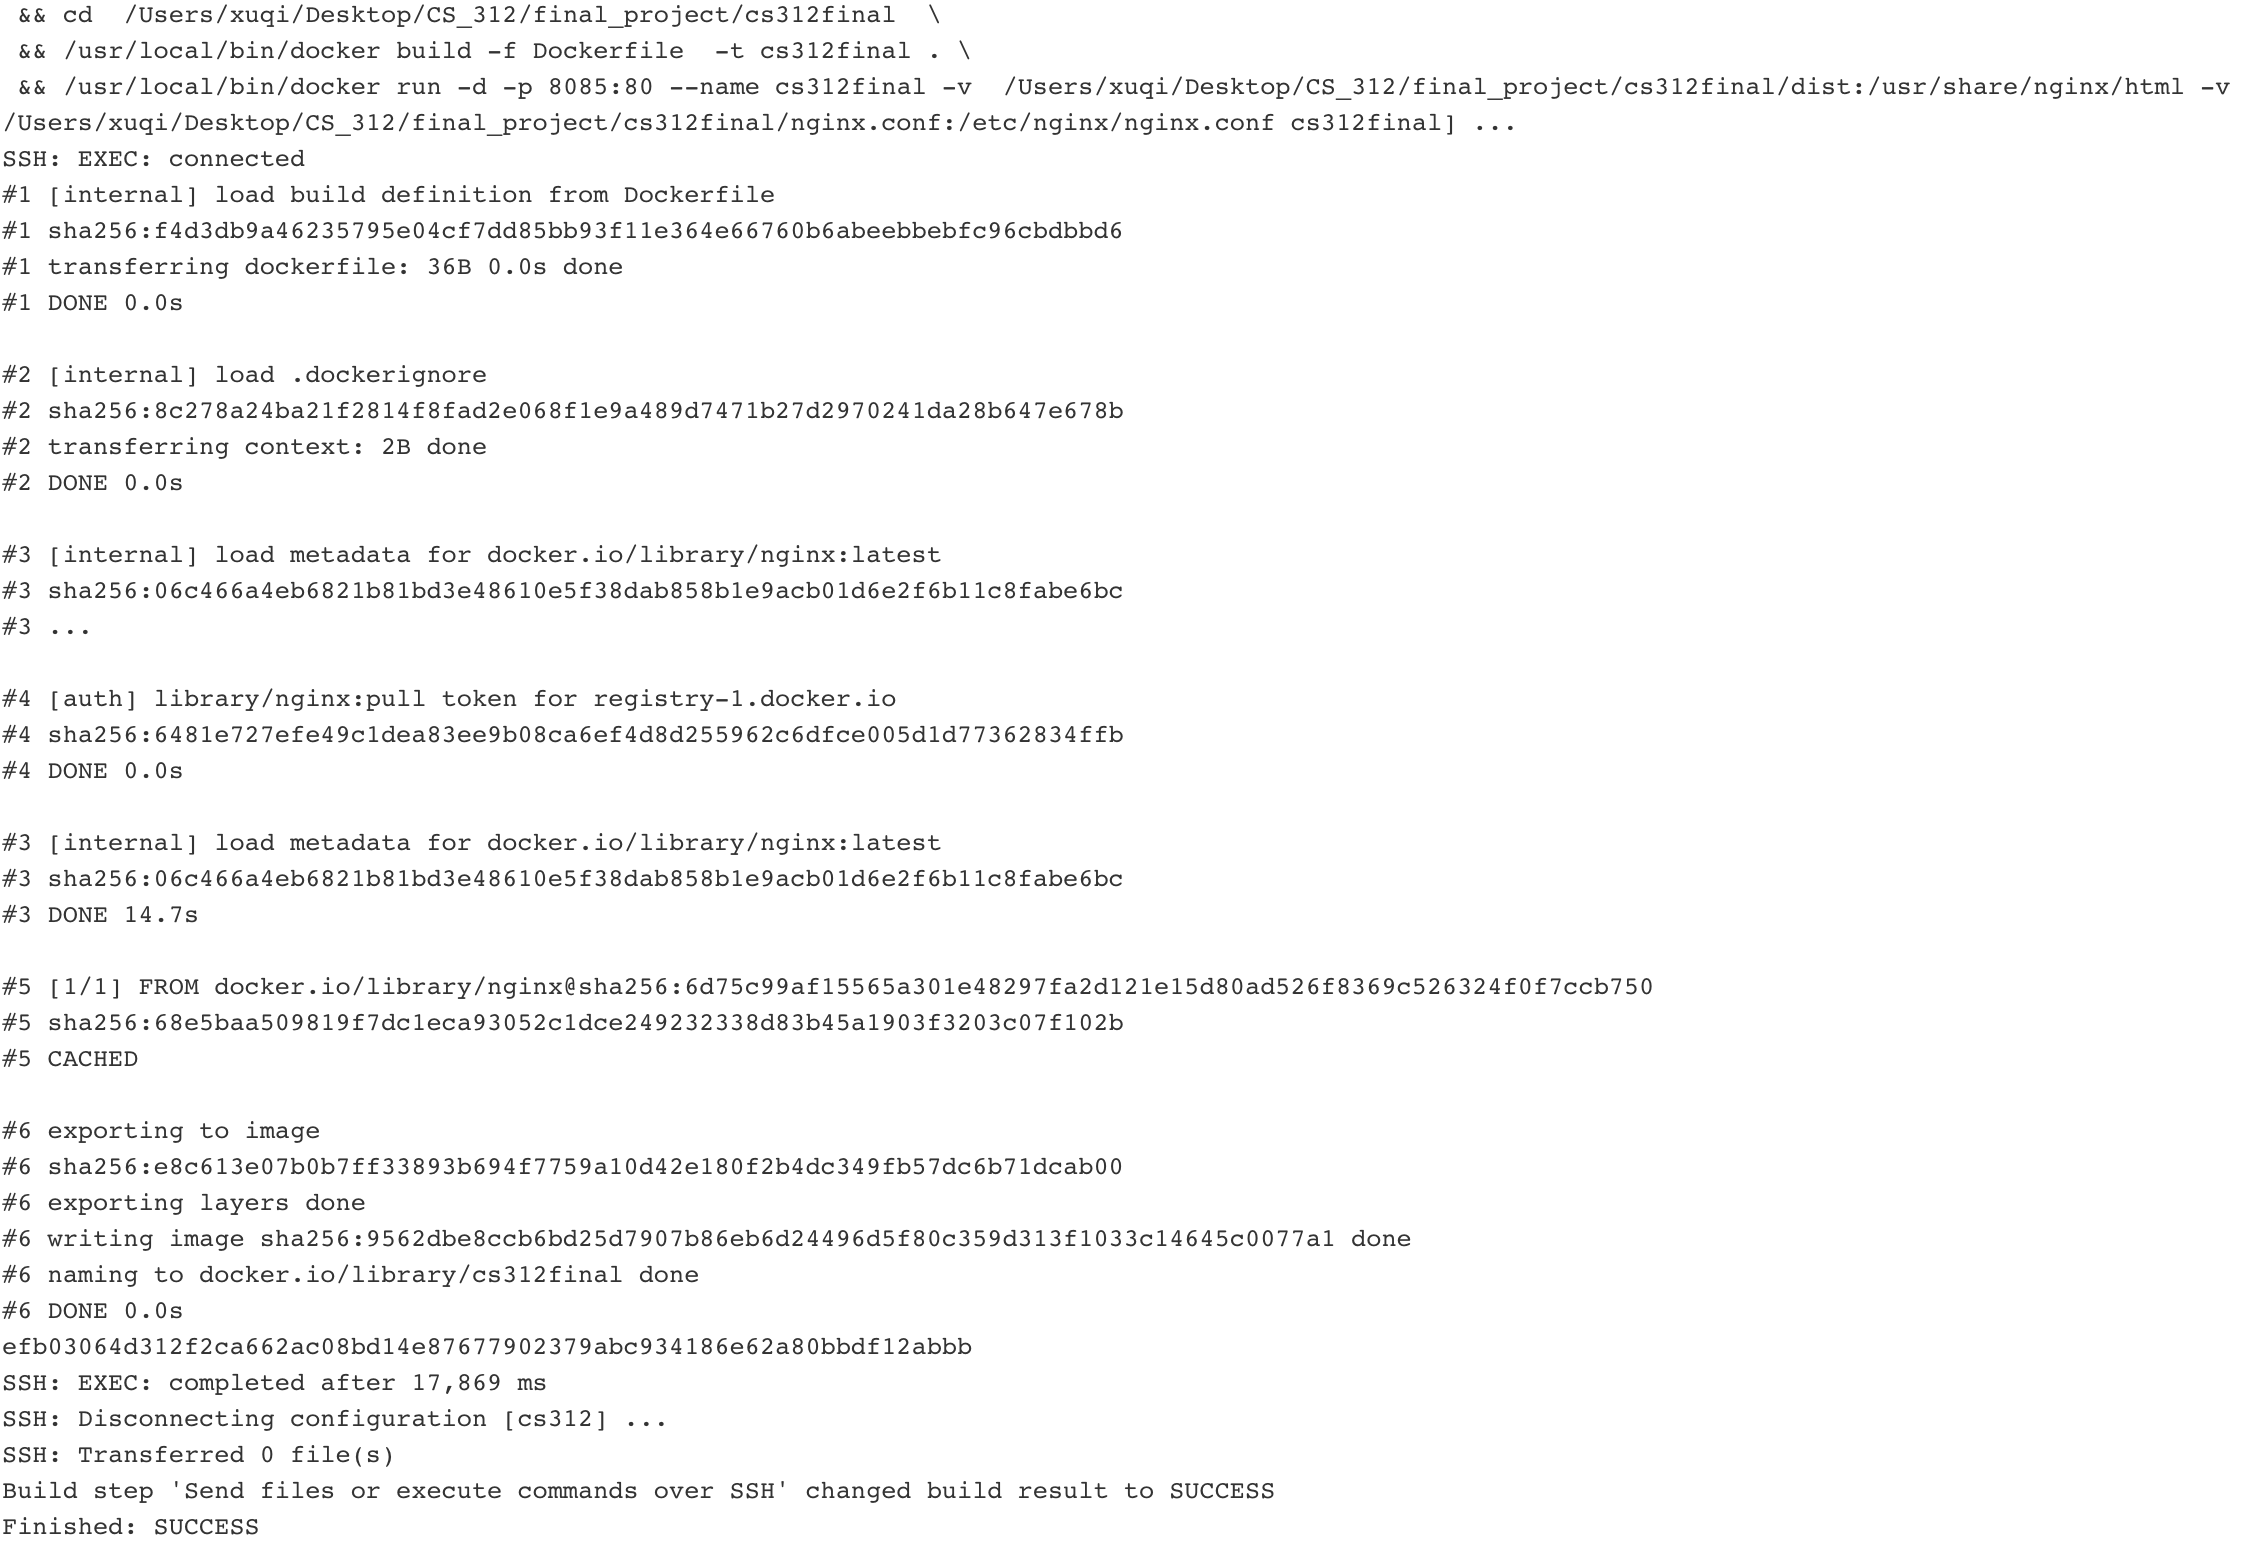 && cd  /Users/xuqi/Desktop/CS_312/final_project/cs312final  \
&& /usr/local/bin/docker build -f Dockerfile  -t cs312final . \
&& /usr/local/bin/docker run -d -p 8085:80 --name cs312final -v  /Users/xuqi/Desktop/CS_312/final_project/cs312final/dist:/usr/share/nginx/html -v
/Users/xuqi/Desktop/CS_312/final_project/cs312final/nginx.conf:/etc/nginx/nginx.conf cs312final] ...
SSH: EXEC: connected
#1 [internal] load build definition from Dockerfile
#1 sha256:f4d3db9a46235795e04cf7dd85bb93f11e364e66760b6abeebbebfc96cbdbbd6
#1 transferring dockerfile: 36B 0.0s done
#1 DONE 0.0s

#2 [internal] load .dockerignore
#2 sha256:8c278a24ba21f2814f8fad2e068f1e9a489d7471b27d2970241da28b647e678b
#2 transferring context: 2B done
#2 DONE 0.0s

#3 [internal] load metadata for docker.io/library/nginx:latest
#3 sha256:06c466a4eb6821b81bd3e48610e5f38dab858b1e9acb01d6e2f6b11c8fabe6bc
#3 ...

#4 [auth] library/nginx:pull token for registry-1.docker.io
#4 sha256:6481e727efe49c1dea83ee9b08ca6ef4d8d255962c6dfce005d1d77362834ffb
#4 DONE 0.0s

#3 [internal] load metadata for docker.io/library/nginx:latest
#3 sha256:06c466a4eb6821b81bd3e48610e5f38dab858b1e9acb01d6e2f6b11c8fabe6bc
#3 DONE 14.7s

#5 [1/1] FROM docker.io/library/nginx@sha256:6d75c99af15565a301e48297fa2d121e15d80ad526f8369c526324f0f7ccb750
#5 sha256:68e5baa509819f7dc1eca93052c1dce249232338d83b45a1903f3203c07f102b
#5 CACHED

#6 exporting to image
#6 sha256:e8c613e07b0b7ff33893b694f7759a10d42e180f2b4dc349fb57dc6b71dcab00
#6 exporting layers done
#6 writing image sha256:9562dbe8ccb6bd25d7907b86eb6d24496d5f80c359d313f1033c14645c0077a1 done
#6 naming to docker.io/library/cs312final done
#6 DONE 0.0s
efb03064d312f2ca662ac08bd14e87677902379abc934186e62a80bbdf12abbb
SSH: EXEC: completed after 17,869 ms
SSH: Disconnecting configuration [cs312] ...
SSH: Transferred 0 file(s)
Build step 'Send files or execute commands over SSH' changed build result to SUCCESS
Finished: SUCCESS